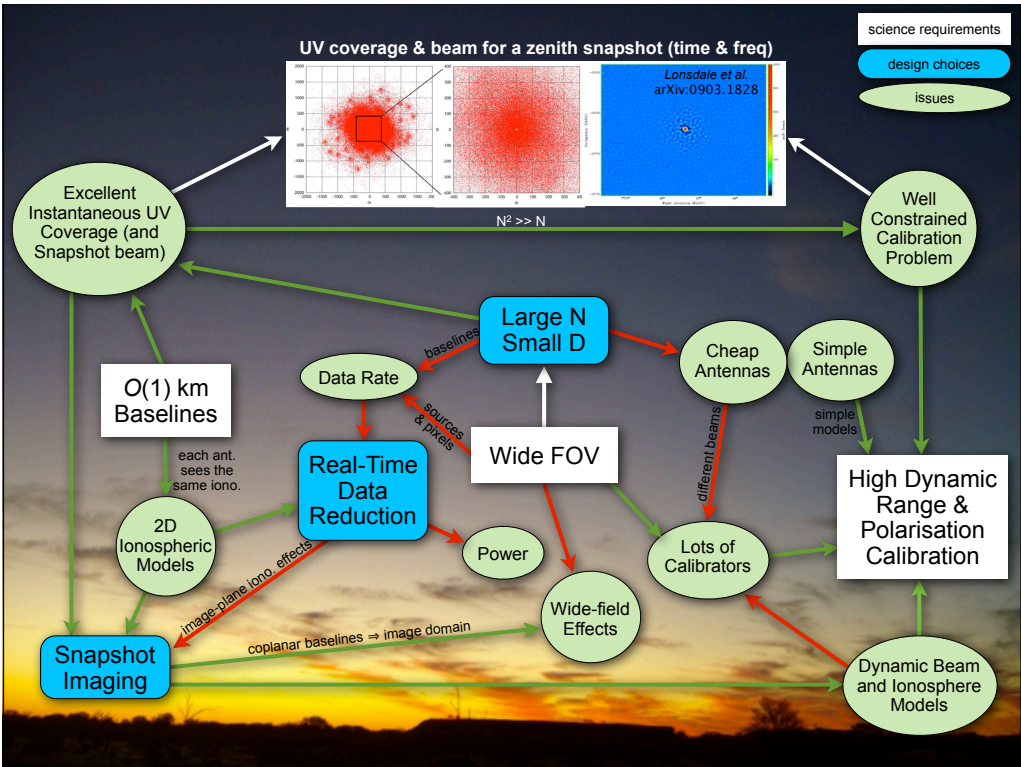 science requirements
design choices
issues
UV coverage & beam for a zenith snapshot (time & freq)
Lonsdale et al.
arXiv:0903.1828
Excellent
Instantaneous UV
Coverage (and
Snapshot beam)
N² >> N
Well
Constrained
Calibration
Problem
Large N
Small D
baselines
Data Rate
Cheap
Antennas
Simple
Antennas
O(1) km
Baselines
sources
& pixels
simple
models
different beams
each ant.
sees the
same iono.
Real-Time
Data
Reduction
Wide FOV
High Dynamic
Range &
Polarisation
Calibration
2D
Ionospheric
Models
Power
Lots of
Calibrators
image-plane iono. effects
Wide-field
Effects
coplanar baselines ⇒ image domain
Snapshot
Imaging
Dynamic Beam
and Ionosphere
Models